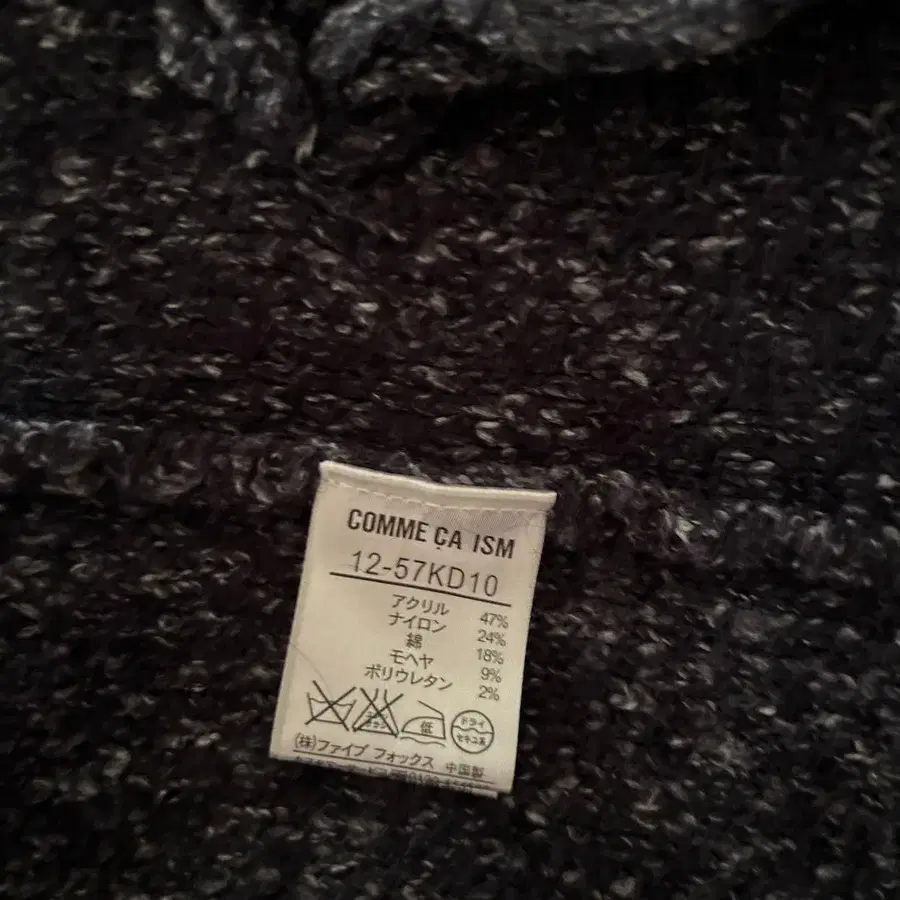 COMME ÇA ISM
12-57KD10
アクリル 47%
ナイロン 24%
綿 18%
モヘヤ 9%
ポリウレタン 2%
低
ドライ
セキユ系
(株)ファイブ フォックス 中国製